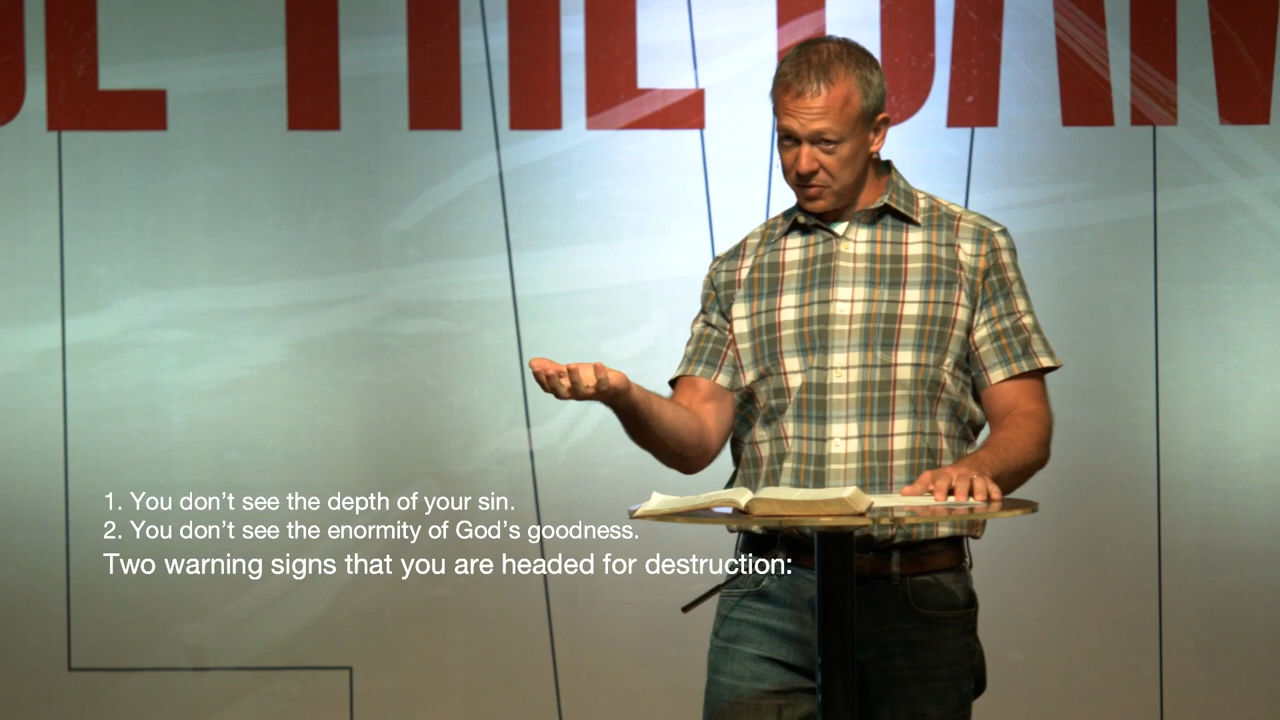 THE
1. You don't see the depth of your sin.
2. You don't see the enormity of God's goodness.
Two warning signs that you are headed for destruction: